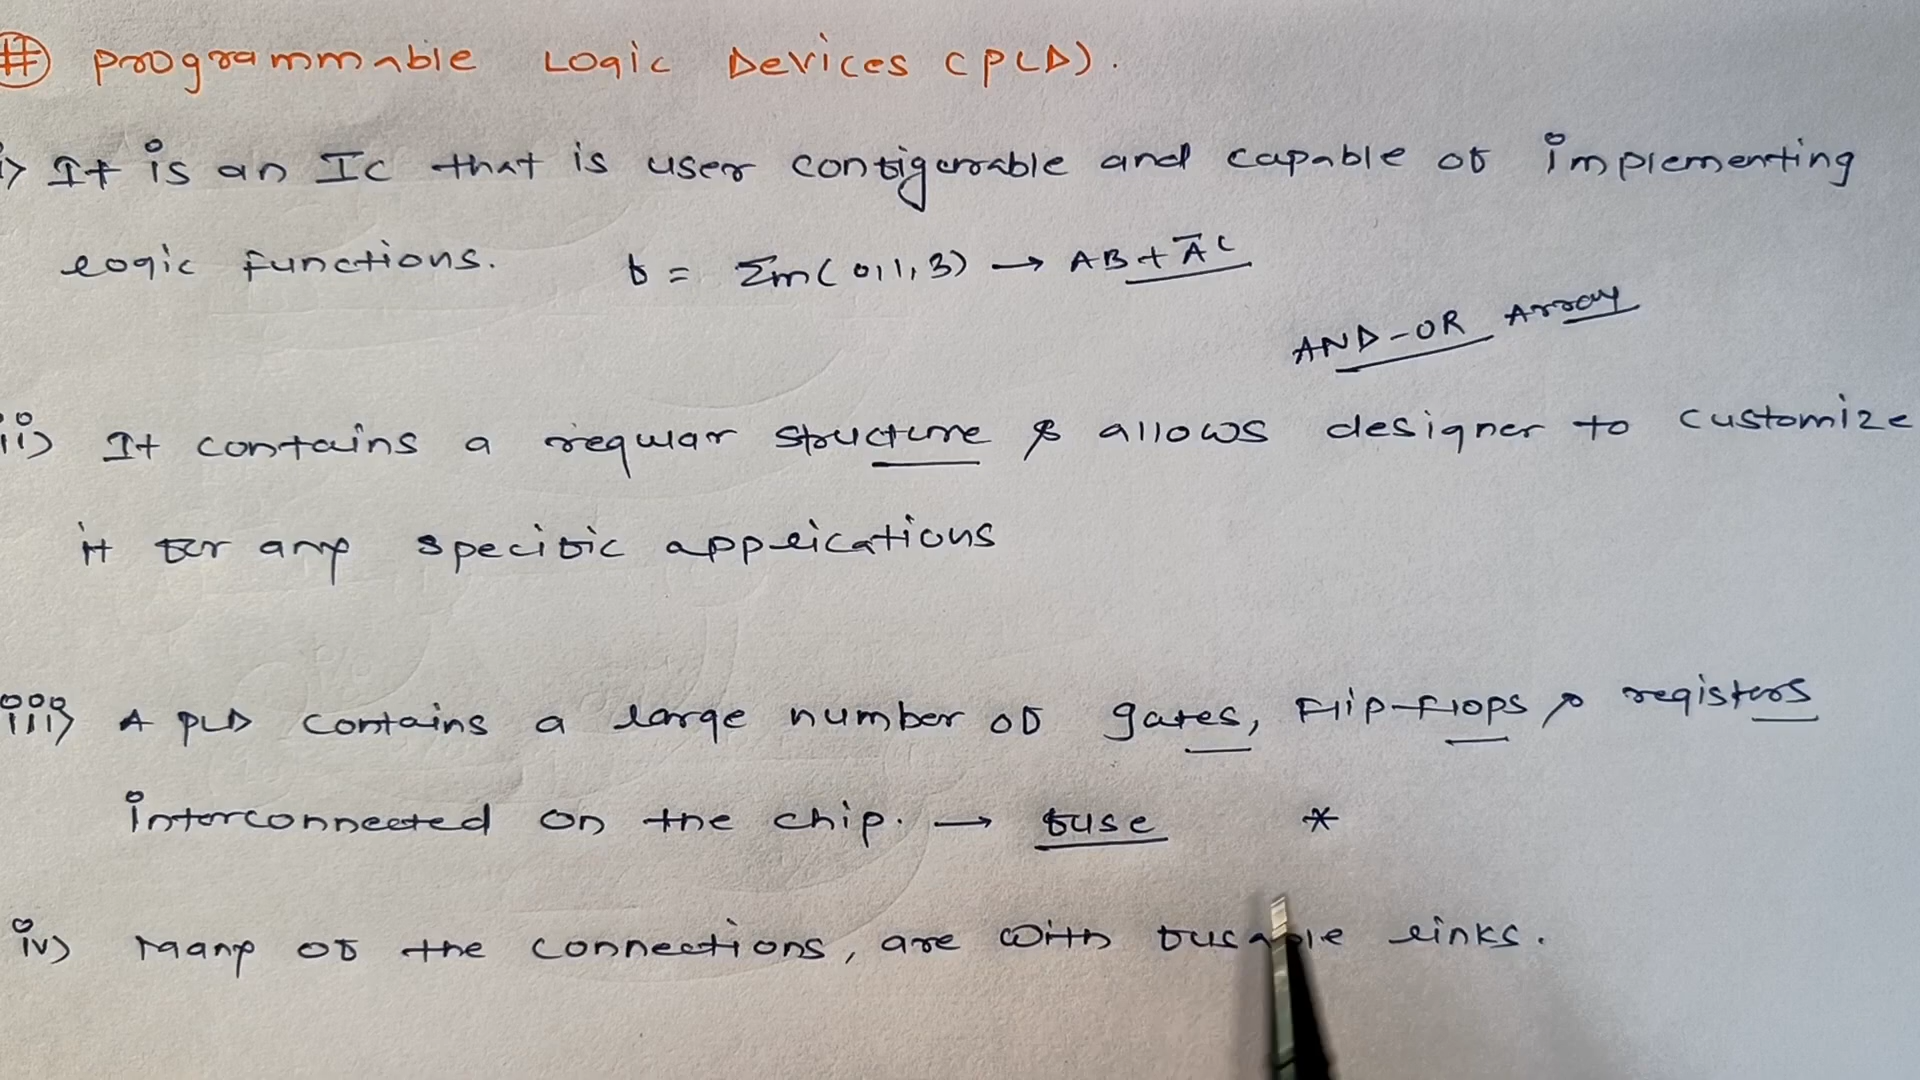 # Programmable Logic Devices (PLD).
i) It is an IC that is user configurable and capable of implementing
logic functions. f = Σm(0,1,3) → AB + A̅C
AND-OR Array
ii) It contains a regular structure & allows designer to customize
it for any specific applications
iii) A PLD contains a large number of gates, Flip-flops & registers
interconnected on the chip. → fuse *
iv) Many of the connections, are with fusable links.